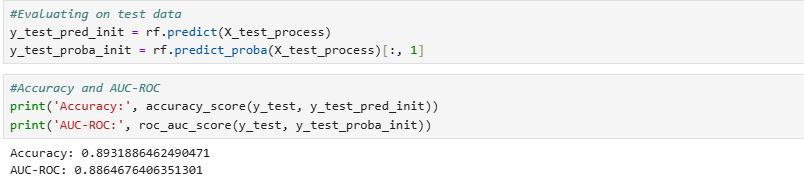 #Evaluating on test data
y_test_pred_init = rf.predict(X_test_process)
y_test_proba_init = rf.predict_proba(X_test_process)[:, 1]
#Accuracy and AUC-ROC
print('Accuracy:', accuracy_score(y_test, y_test_pred_init))
print('AUC-ROC:', roc_auc_score(y_test, y_test_proba_init))
Accuracy: 0.8931886462490471
AUC-ROC: 0.8864676406351301